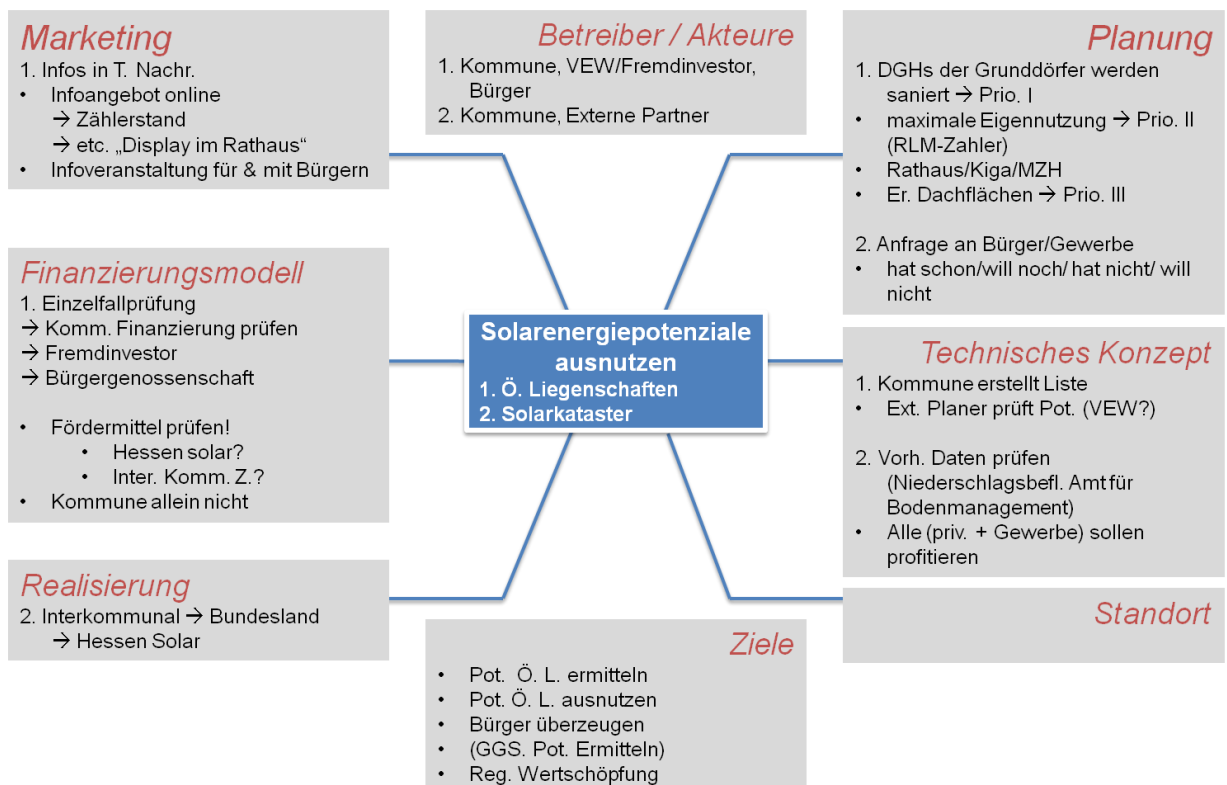 Marketing
1. Infos in T. Nachr.
• Infoangebot online
→ Zählerstand
→ etc. „Display im Rathaus“
• Infoveranstaltung für & mit Bürgern
Betreiber / Akteure
1. Kommune, VEW/Fremdinvestor,
Bürger
2. Kommune, Externe Partner
Planung
1. DGHs der Grunddörfer werden
saniert → Prio. I
• maximale Eigennutzung → Prio. II
(RLM-Zahler)
• Rathaus/Kiga/MZH
• Er. Dachflächen → Prio. III
2. Anfrage an Bürger/Gewerbe
• hat schon/will noch/ hat nicht/ will
nicht
Finanzierungsmodell
1. Einzelfallprüfung
→ Komm. Finanzierung prüfen
→ Fremdinvestor
→ Bürgergenossenschaft
• Fördermittel prüfen!
• Hessen solar?
• Inter. Komm. Z.?
• Kommune allein nicht
Solarenergiepotenziale
ausnutzen
1. Ö. Liegenschaften
2. Solarkataster
Technisches Konzept
1. Kommune erstellt Liste
• Ext. Planer prüft Pot. (VEW?)
2. Vorh. Daten prüfen
(Niederschlagsbefl. Amt für
Bodenmanagement)
• Alle (priv. + Gewerbe) sollen
profitieren
Realisierung
2. Interkommunal → Bundesland
→ Hessen Solar
Ziele
• Pot. Ö. L. ermitteln
• Pot. Ö. L. ausnutzen
• Bürger überzeugen
• (GGS. Pot. Ermitteln)
• Reg. Wertschöpfung
Standort